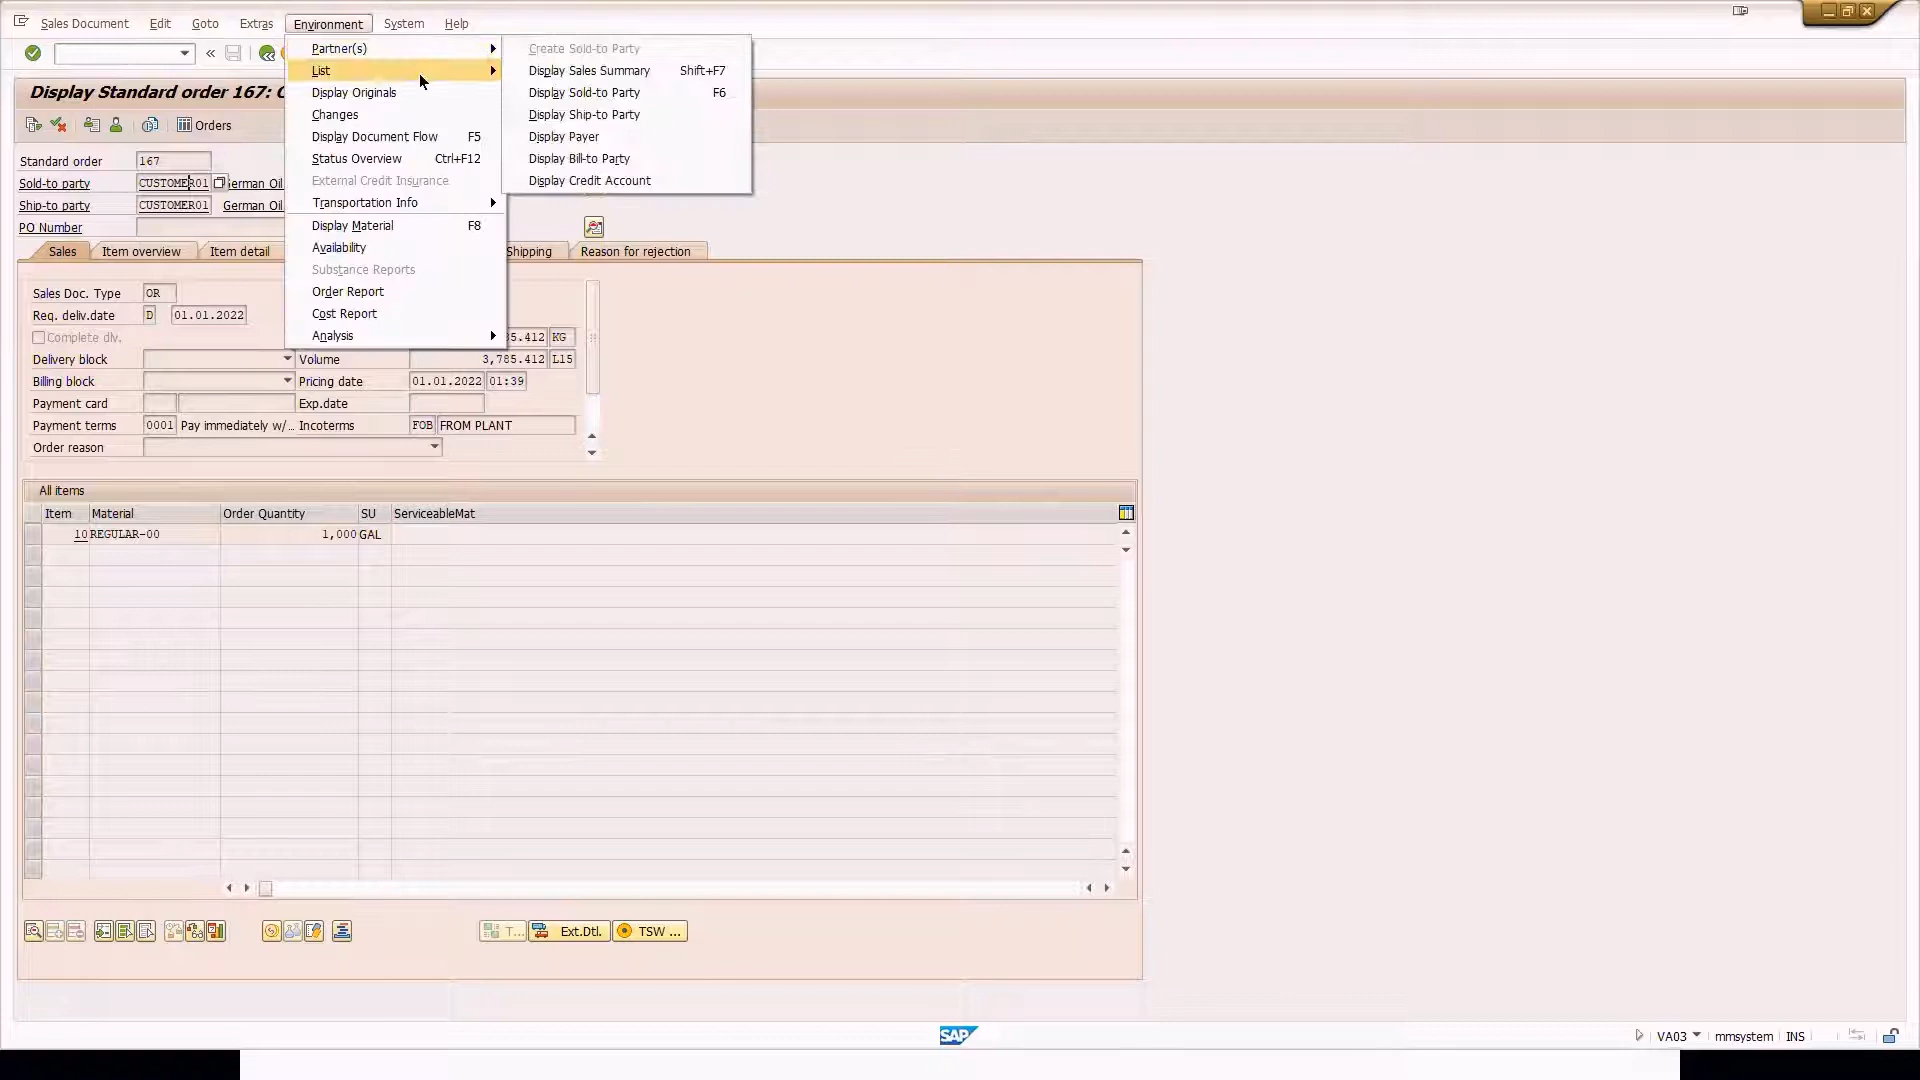 Sales Document Edit Goto Extras Environment System Help
Partner(s)
List
Display Originals
Changes
Display Document Flow F5
Status Overview Ctrl+F12
External Credit Insurance
Transportation Info
Display Material F8
Availability
Substance Reports
Order Report
Cost Report
Analysis
Create Sold-to Party
Display Sales Summary Shift+F7
Display Sold-to Party F6
Display Ship-to Party
Display Payer
Display Bill-to Party
Display Credit Account
Display Standard order 167:
Orders
Standard order 167
Sold-to party CUSTOMER01 German Oil
Ship-to party CUSTOMER01 German Oil
PO Number
Sales Item overview Item detail Shipping Reason for rejection
Sales Doc. Type OR
Req. deliv.date D 01.01.2022
Complete dlv. 5.412 KG
Delivery block Volume 3,785.412 L15
Billing block Pricing date 01.01.2022 01:39
Payment card Exp.date
Payment terms 0001 Pay immediately w/... Incoterms FOB FROM PLANT
Order reason
All items
Item Material Order Quantity SU ServiceableMat
10 REGULAR-00 1,000 GAL
T... Ext.Dtl. TSW ...
SAP VA03 mmsystem INS